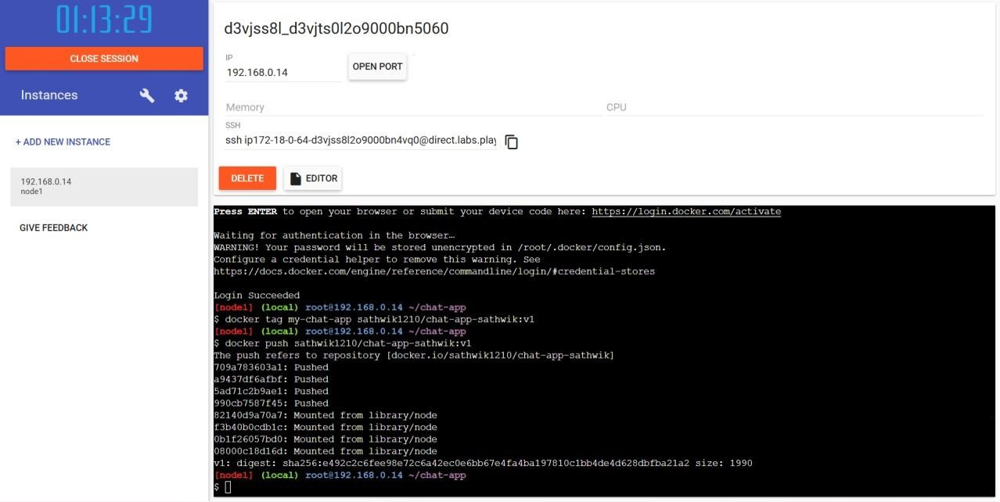 01:13:29
CLOSE SESSION
Instances
+ ADD NEW INSTANCE
192.168.0.14
node1
GIVE FEEDBACK
d3vjss8l_d3vjts0l2o9000bn5060
IP
192.168.0.14
OPEN PORT
Memory
CPU
SSH
ssh ip172-18-0-64-d3vjss8l2o9000bn4vq0@direct.labs.play
DELETE
EDITOR
Press ENTER to open your browser or submit your device code here: https://login.docker.com/activate
Waiting for authentication in the browser…
WARNING! Your password will be stored unencrypted in /root/.docker/config.json.
Configure a credential helper to remove this warning. See
https://docs.docker.com/engine/reference/commandline/login/#credential-stores
Login Succeeded
[node1] (local) root@192.168.0.14 ~/chat-app
$ docker tag my-chat-app sathwik1210/chat-app-sathwik:v1
[node1] (local) root@192.168.0.14 ~/chat-app
$ docker push sathwik1210/chat-app-sathwik:v1
The push refers to repository [docker.io/sathwik1210/chat-app-sathwik]
709a783603a1: Pushed
a9437df6afbf: Pushed
5ad71c2b9ae1: Pushed
990cb7587f45: Pushed
82140d9a70a7: Mounted from library/node
f3b40b0cdb1c: Mounted from library/node
0b1f26057bd0: Mounted from library/node
08000c18d16d: Mounted from library/node
v1: digest: sha256:e492c2c6fee98e72c6a42ec0e6bb67e4fa4ba197810c1bb4de4d628dbfba21a2 size: 1990
[node1] (local) root@192.168.0.14 ~/chat-app
$